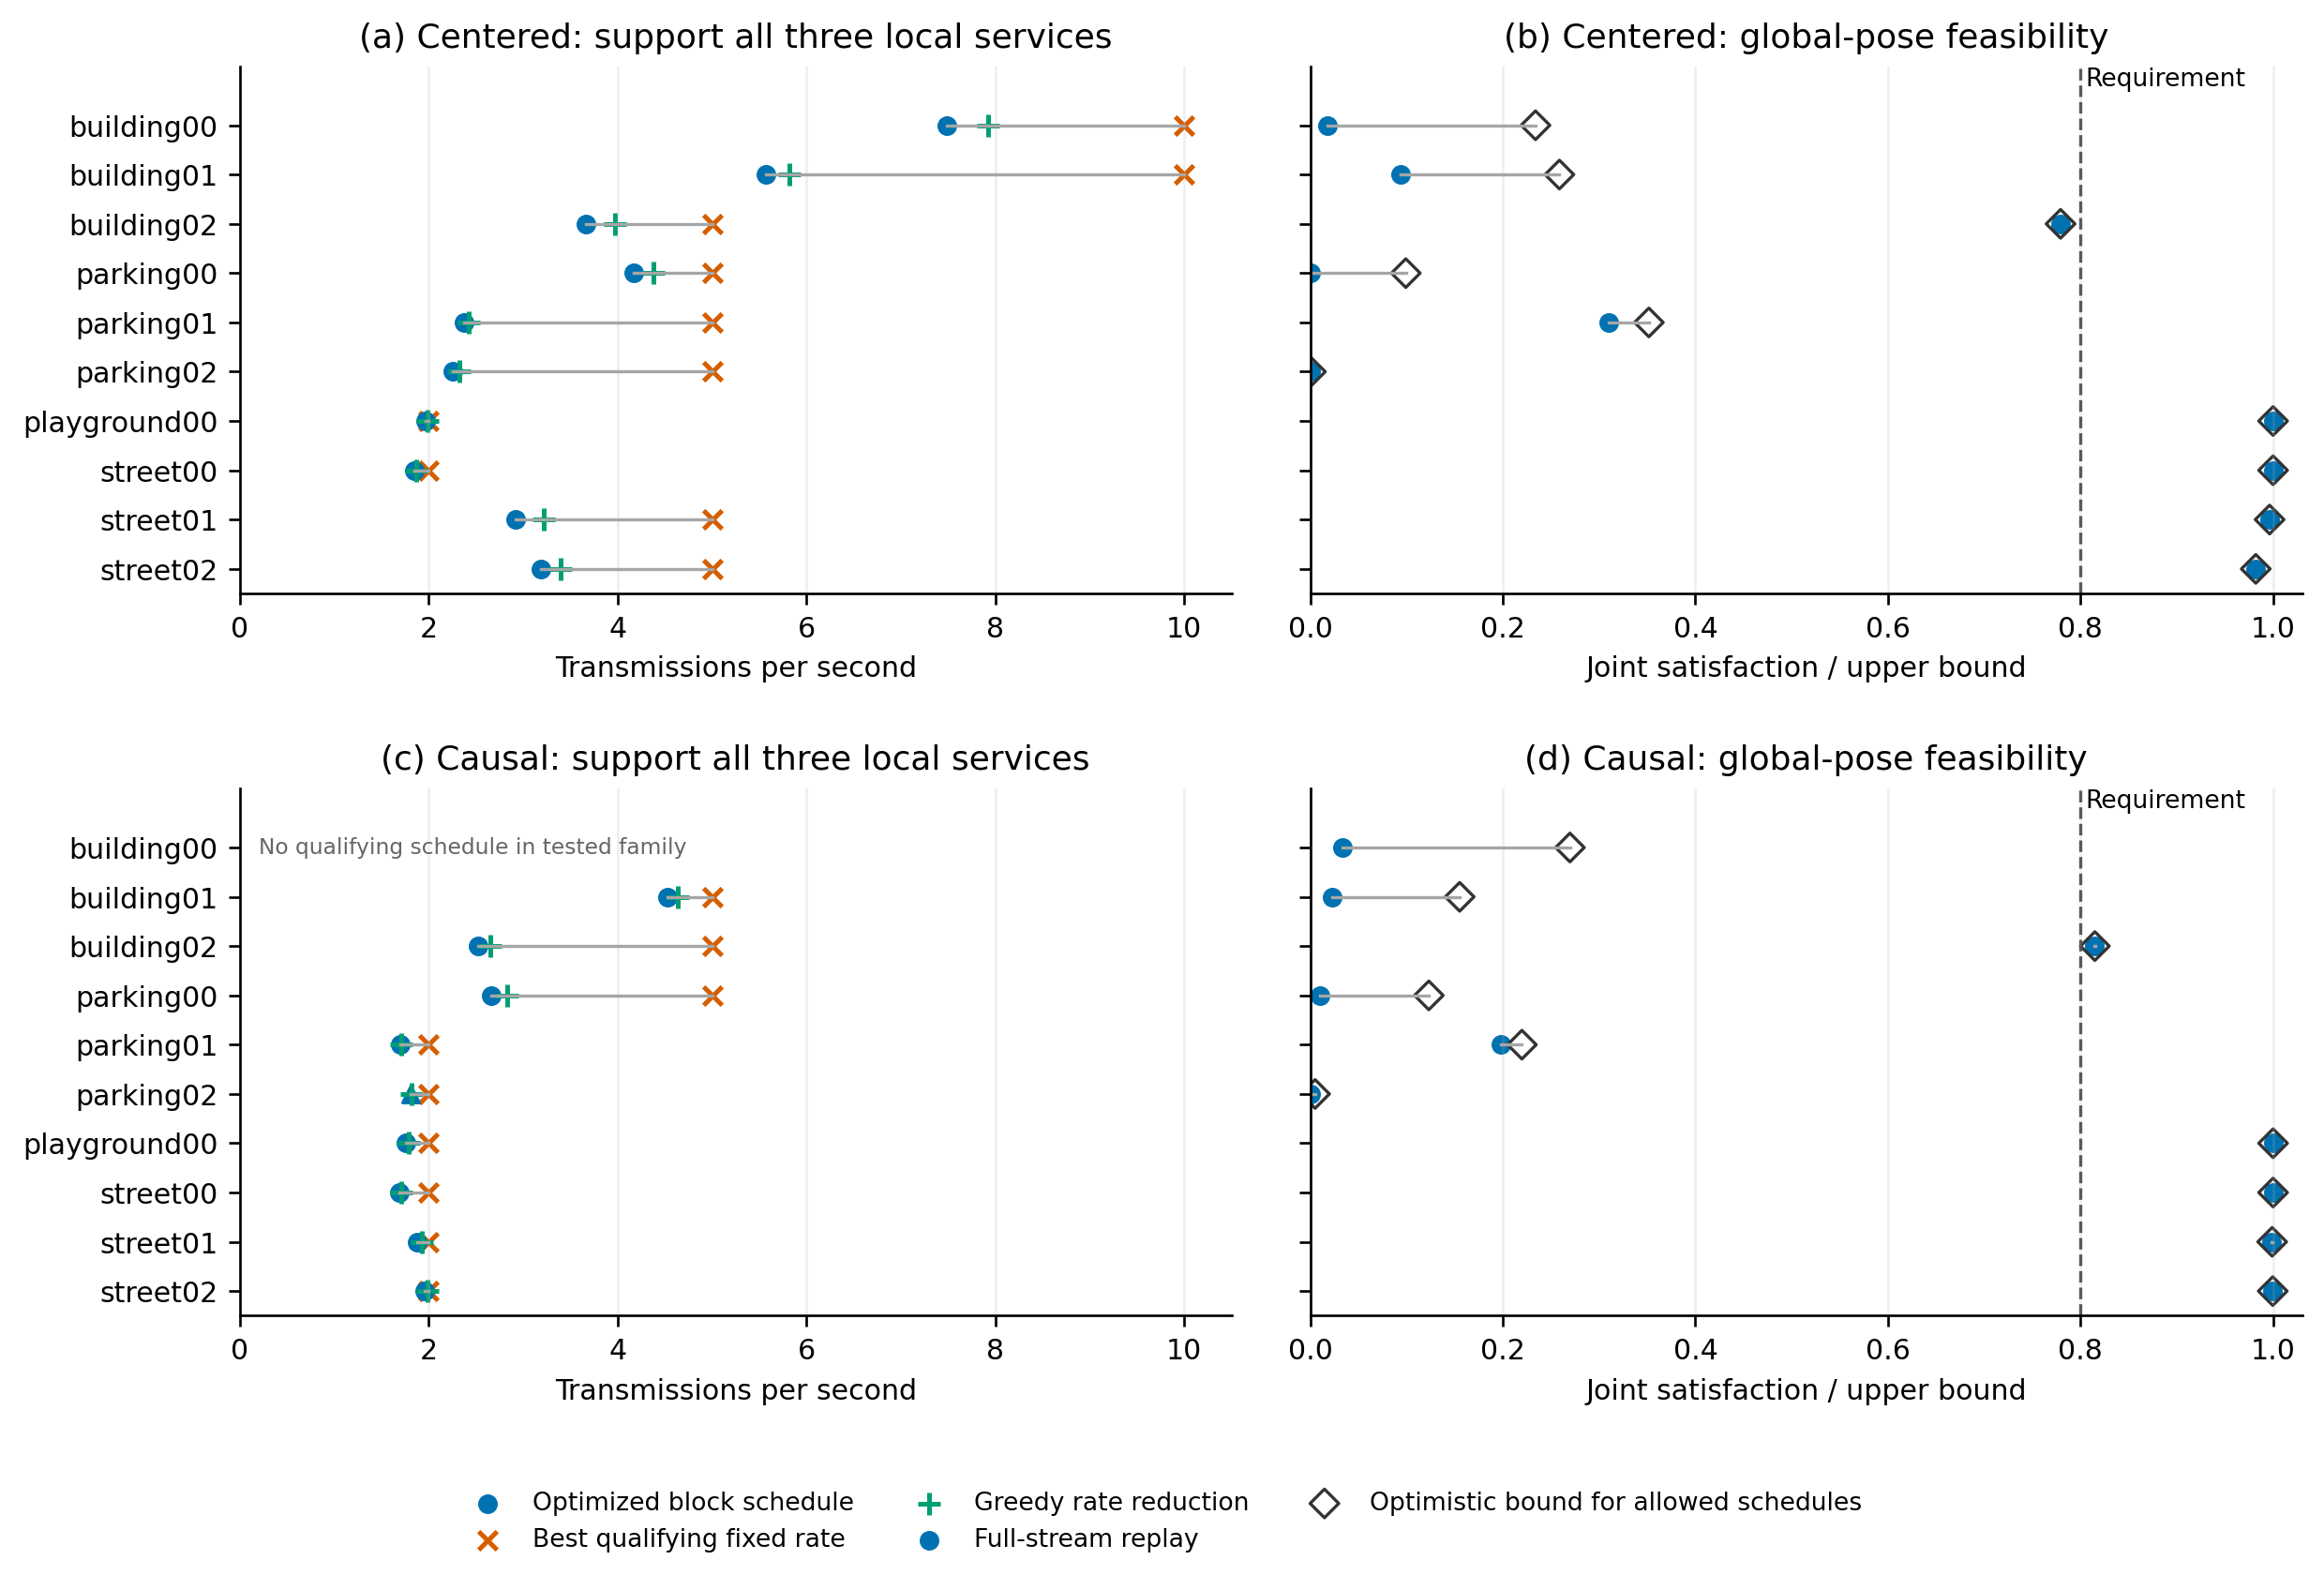 (a) Centered: support all three local services
building00
building01
building02
parking00
parking01
parking02
playground00
street00
street01
street02
0 2 4 6 8 10
Transmissions per second
(b) Centered: global-pose feasibility
Requirement
0.0 0.2 0.4 0.6 0.8 1.0
Joint satisfaction / upper bound
(c) Causal: support all three local services
building00
No qualifying schedule in tested family
building01
building02
parking00
parking01
parking02
playground00
street00
street01
street02
0 2 4 6 8 10
Transmissions per second
(d) Causal: global-pose feasibility
Requirement
0.0 0.2 0.4 0.6 0.8 1.0
Joint satisfaction / upper bound
Optimized block schedule
Best qualifying fixed rate
Greedy rate reduction
Full-stream replay
Optimistic bound for allowed schedules